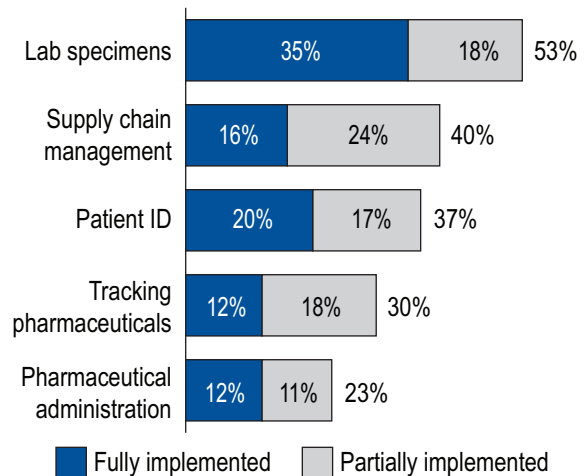 Lab specimens
35%
18%
53%
Supply chain
management
16%
24%
40%
Patient ID
20%
17%
37%
Tracking
pharmaceuticals
12%
18%
30%
Pharmaceutical
administration
12%
11%
23%
Fully implemented
Partially implemented